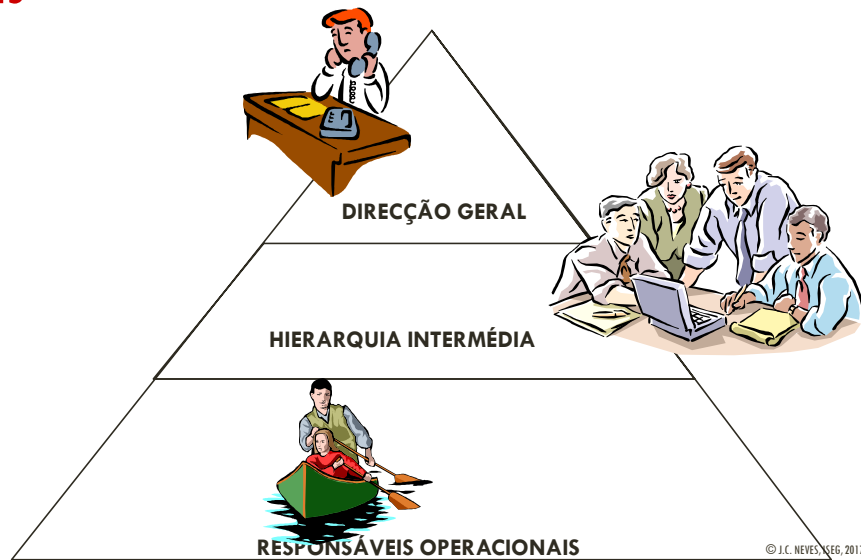 DIRECÇÃO GERAL
HIERARQUIA INTERMÉDIA
RESPONSÁVEIS OPERACIONAIS
© J.C. NEVES, ISEG,